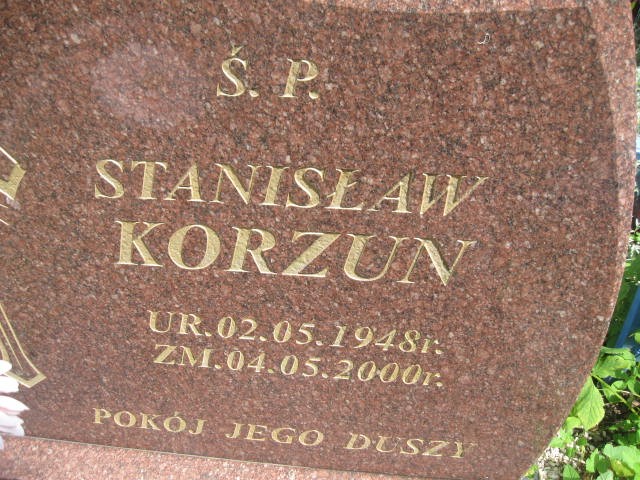 Ś. P.
STANISŁAW
KORZUN
UR.02.05.1948r.
ZM.04.05.2000r.
POKÓJ JEGO DUSZY